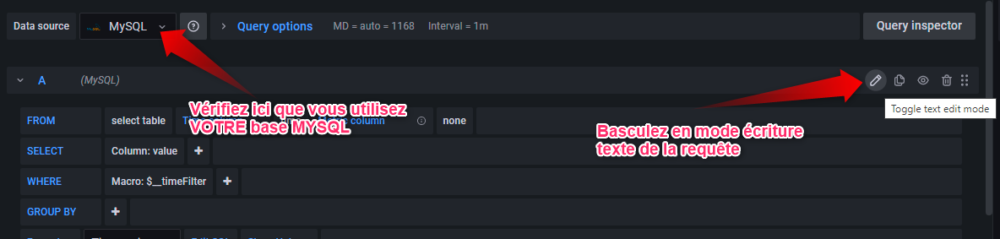 Data source MySQL Query options MD = auto = 1168 Interval = 1m Query inspector
A (MySQL)
Toggle text edit mode
Vérifiez ici que vous utilisez
VOTRE base MYSQL
Basculez en mode écriture
texte de la requête
FROM select table column none
SELECT Column: value +
WHERE Macro: $__timeFilter +
GROUP BY +